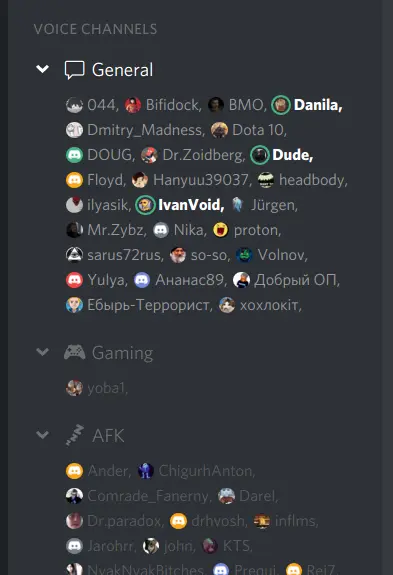 VOICE CHANNELS
General
044, Bifidock, BMO, Danila,
Dmitry_Madness, Dota 10,
DOUG, Dr.Zoidberg, Dude,
Floyd, Hanyuu39037, headbody,
ilyasik, IvanVoid, Jürgen,
Mr.Zybz, Nika, proton,
sarus72rus, so-so, Volnov,
Yulya, Ананас89, Добрый ОП,
Ебырь-Террорист, хохлокіт,
Gaming
yoba1,
AFK
Ander, ChigurhAnton,
Comrade_Fanerny, Darel,
Dr.paradox, drhvosh, inflms,
Jarohrr, john, KTS,
NyakNyakBitches, Rei7,